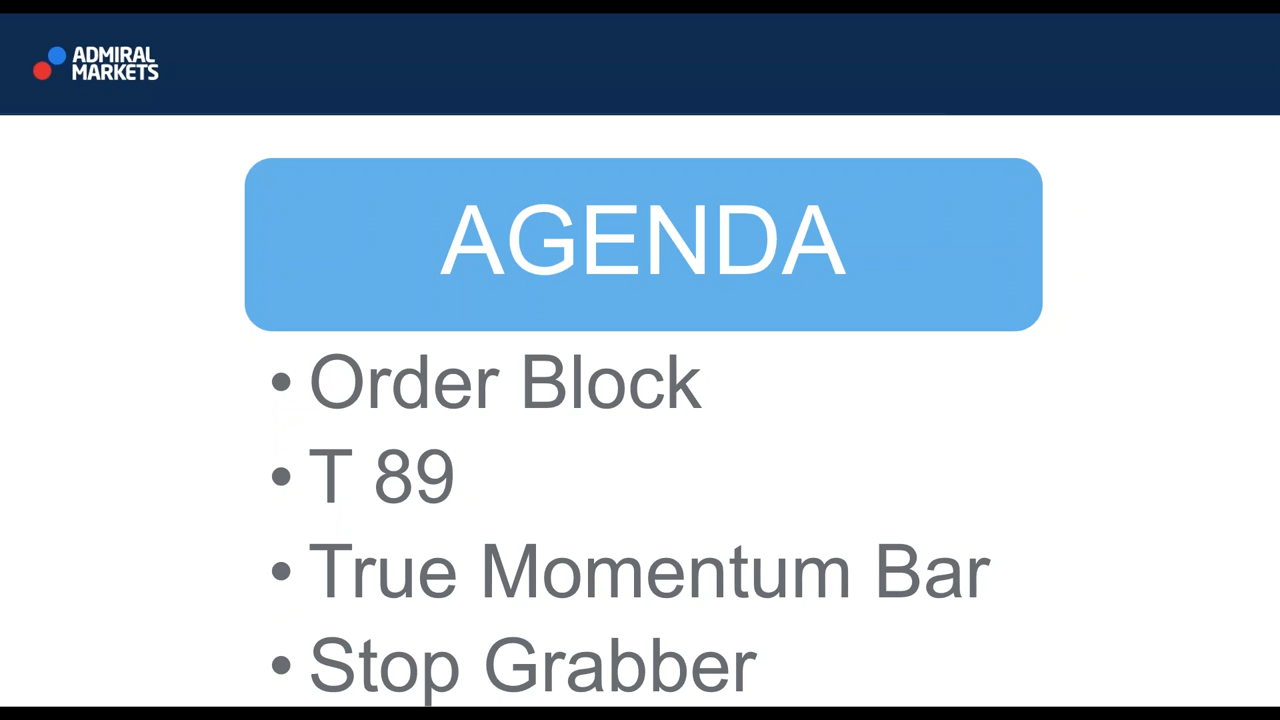 ADMIRAL
MARKETS
AGENDA
• Order Block
• T 89
• True Momentum Bar
• Stop Grabber